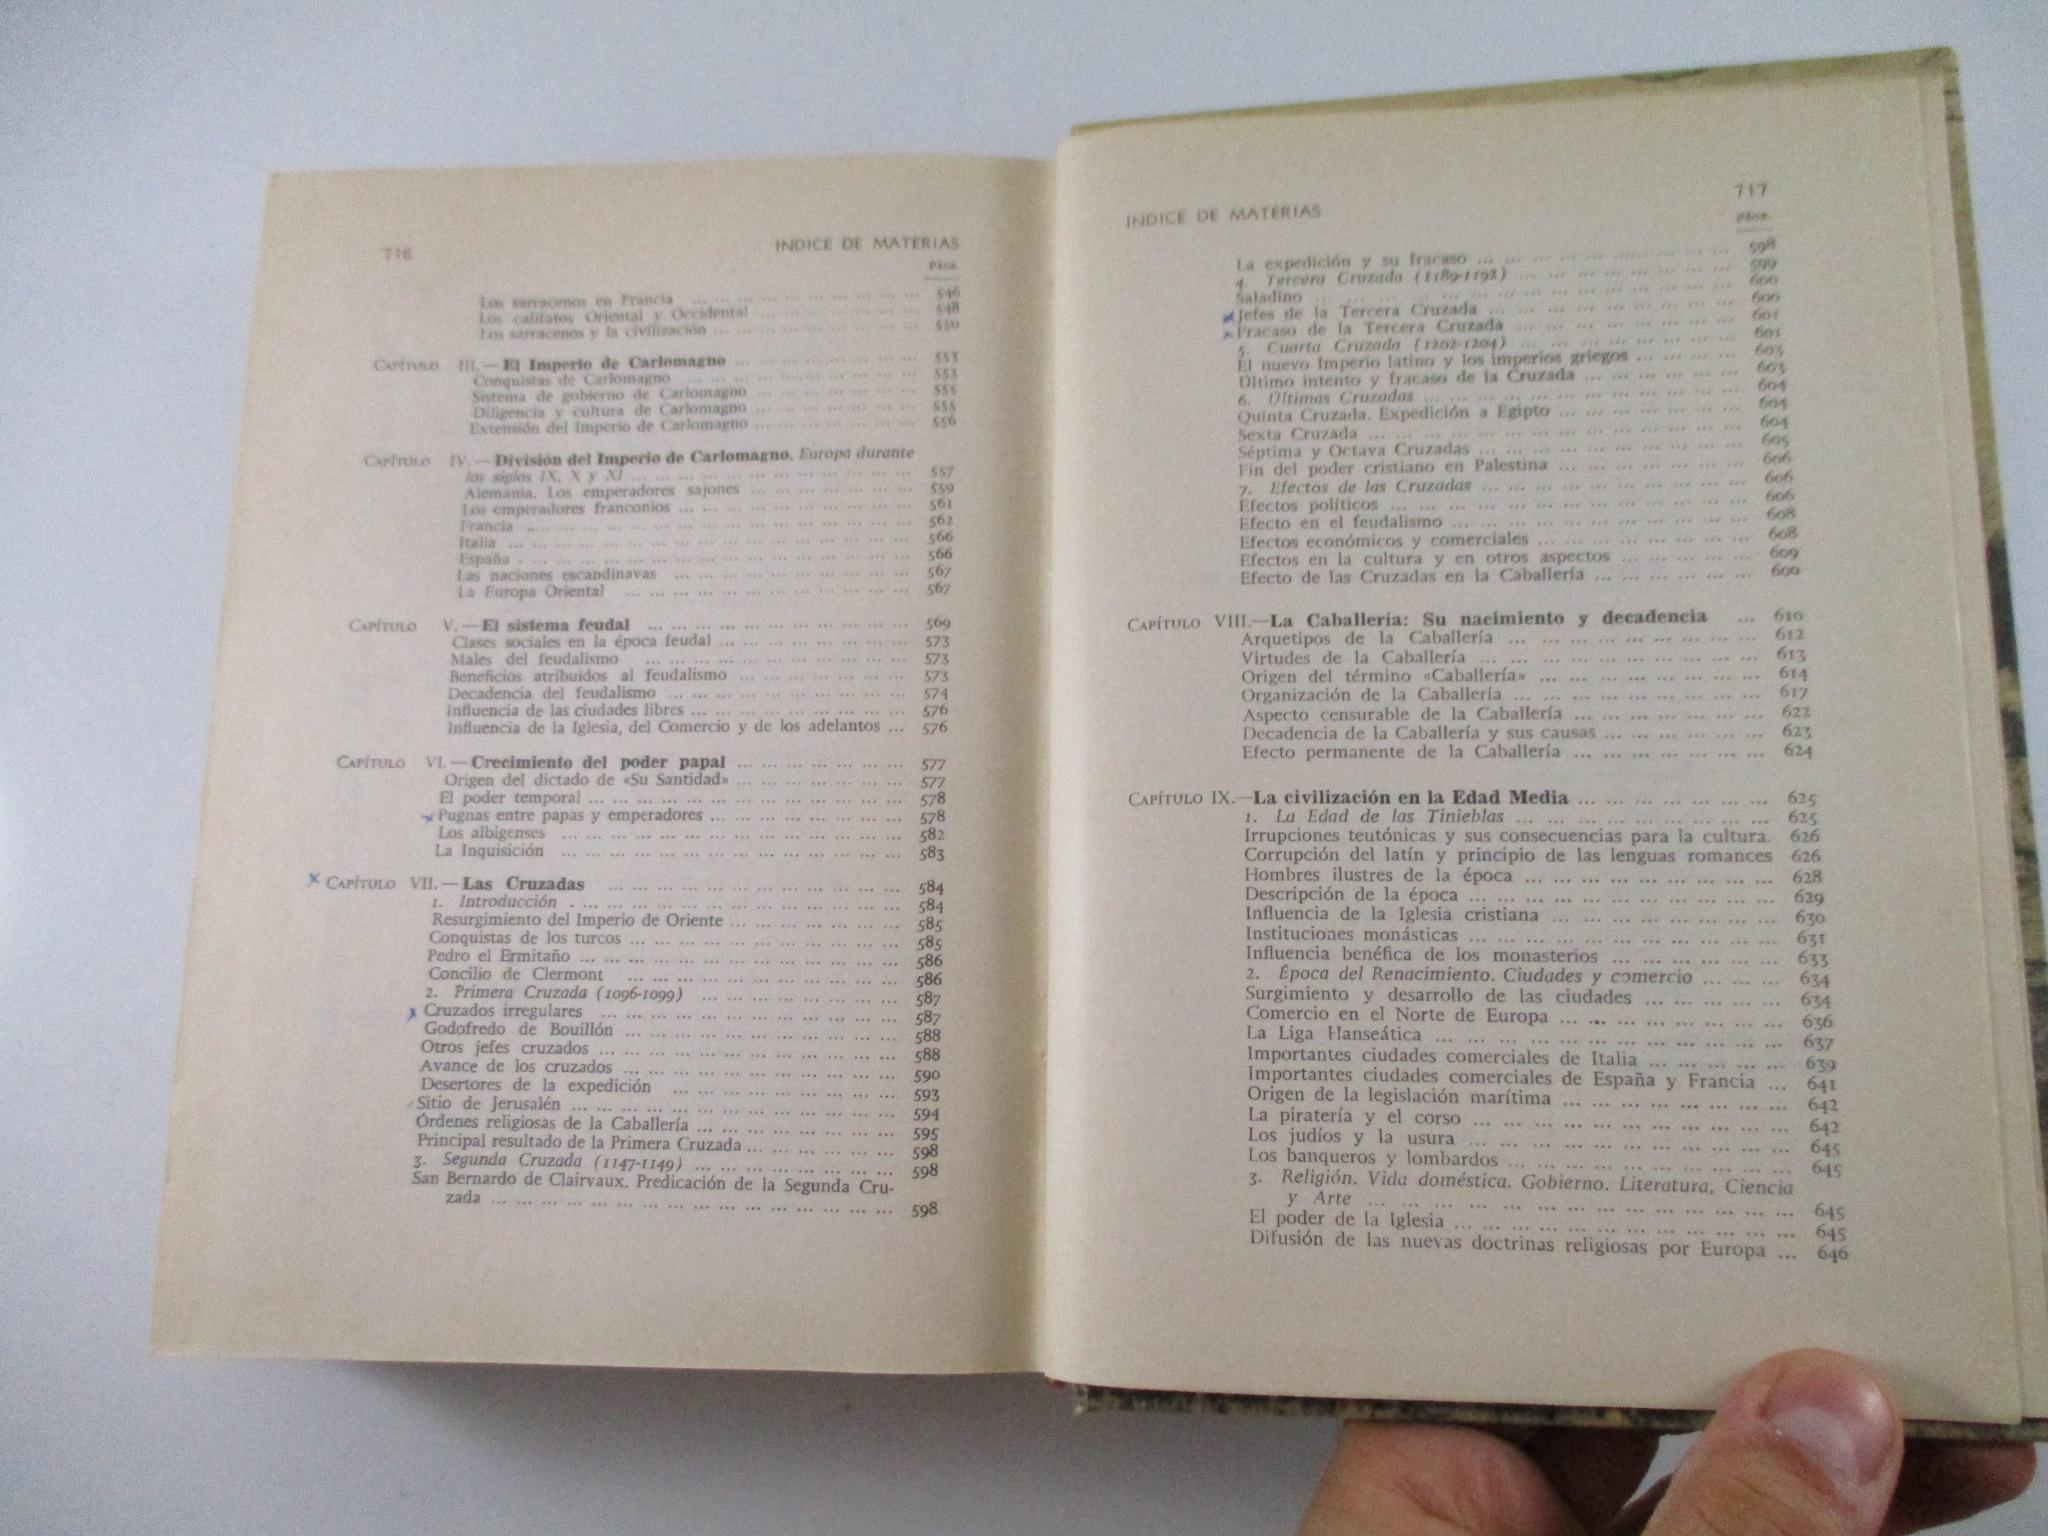 716
INDICE DE MATERIAS
Págs.
Los sarracenos en Francia ... 546
Los califatos Oriental y Occidental ... 548
Los sarracenos y la civilización ... 550
CAPÍTULO III.—El Imperio de Carlomagno ... 553
Conquistas de Carlomagno ... 553
Sistema de gobierno de Carlomagno ... 555
Diligencia y cultura de Carlomagno ... 555
Extensión del Imperio de Carlomagno ... 556
CAPÍTULO IV.—División del Imperio de Carlomagno. Europa durante
los siglos IX, X y XI ... 557
Alemania. Los emperadores sajones ... 559
Los emperadores franconios ... 561
Francia ... 562
Italia ... 566
España ... 566
Las naciones escandinavas ... 567
La Europa Oriental ... 567
CAPÍTULO V.—El sistema feudal ... 569
Clases sociales en la época feudal ... 573
Males del feudalismo ... 573
Beneficios atribuidos al feudalismo ... 573
Decadencia del feudalismo ... 574
Influencia de las ciudades libres ... 576
Influencia de la Iglesia, del Comercio y de los adelantos ... 576
CAPÍTULO VI.—Crecimiento del poder papal ... 577
Origen del dictado de «Su Santidad» ... 577
El poder temporal ... 578
Pugnas entre papas y emperadores ... 578
Los albigenses ... 582
La Inquisición ... 583
CAPÍTULO VII.—Las Cruzadas ... 584
1. Introducción ... 584
Resurgimiento del Imperio de Oriente ... 585
Conquistas de los turcos ... 585
Pedro el Ermitaño ... 586
Concilio de Clermont ... 586
2. Primera Cruzada (1096-1099) ... 587
Cruzados irregulares ... 587
Godofredo de Bouillón ... 588
Otros jefes cruzados ... 588
Avance de los cruzados ... 590
Desertores de la expedición ... 593
Sitio de Jerusalén ... 594
Órdenes religiosas de la Caballería ... 595
Principal resultado de la Primera Cruzada ... 598
3. Segunda Cruzada (1147-1149) ... 598
San Bernardo de Clairvaux. Predicación de la Segunda Cru-
zada ... 598
INDICE DE MATERIAS
717
Págs.
La expedición y su fracaso ... 598
4. Tercera Cruzada (1189-1192) ... 599
Saladino ... 600
Jefes de la Tercera Cruzada ... 600
Fracaso de la Tercera Cruzada ... 601
5. Cuarta Cruzada (1202-1204) ... 601
El nuevo Imperio latino y los imperios griegos ... 603
Último intento y fracaso de la Cruzada ... 603
6. Últimas Cruzadas ... 604
Quinta Cruzada. Expedición a Egipto ... 604
Sexta Cruzada ... 604
Séptima y Octava Cruzadas ... 605
Fin del poder cristiano en Palestina ... 606
7. Efectos de las Cruzadas ... 606
Efectos políticos ... 606
Efecto en el feudalismo ... 608
Efectos económicos y comerciales ... 608
Efectos en la cultura y en otros aspectos ... 609
Efecto de las Cruzadas en la Caballería ... 600
CAPÍTULO VIII.—La Caballería: Su nacimiento y decadencia ... 610
Arquetipos de la Caballería ... 612
Virtudes de la Caballería ... 613
Origen del término «Caballería» ... 614
Organización de la Caballería ... 617
Aspecto censurable de la Caballería ... 622
Decadencia de la Caballería y sus causas ... 623
Efecto permanente de la Caballería ... 624
CAPÍTULO IX.—La civilización en la Edad Media ... 625
1. La Edad de las Tinieblas ... 625
Irrupciones teutónicas y sus consecuencias para la cultura. 626
Corrupción del latín y principio de las lenguas romances 626
Hombres ilustres de la época ... 628
Descripción de la época ... 629
Influencia de la Iglesia cristiana ... 630
Instituciones monásticas ... 631
Influencia benéfica de los monasterios ... 633
2. Época del Renacimiento. Ciudades y comercio ... 634
Surgimiento y desarrollo de las ciudades ... 634
Comercio en el Norte de Europa ... 636
La Liga Hanseática ... 637
Importantes ciudades comerciales de Italia ... 639
Importantes ciudades comerciales de España y Francia ... 641
Origen de la legislación marítima ... 642
La piratería y el corso ... 642
Los judíos y la usura ... 645
Los banqueros y lombardos ... 645
3. Religión. Vida doméstica. Gobierno. Literatura, Ciencia
y Arte ... 645
El poder de la Iglesia ... 645
Difusión de las nuevas doctrinas religiosas por Europa ... 646